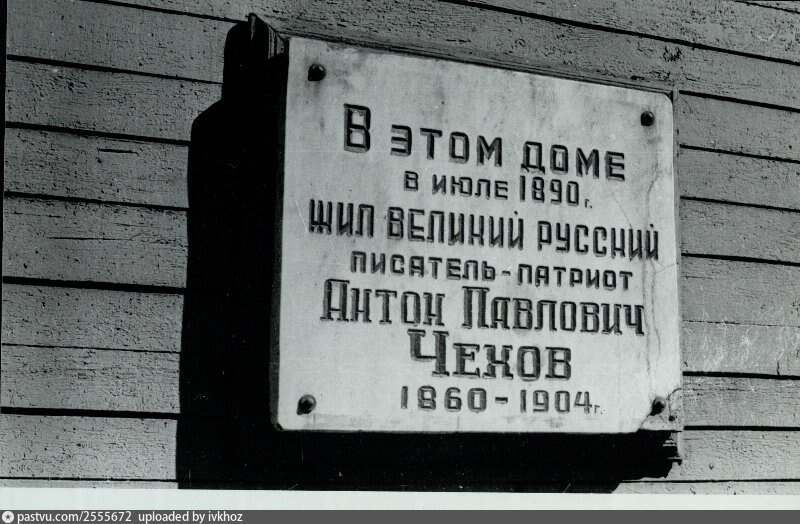 В ЭТОМ ДОМЕ
В ИЮЛЕ 1890 г.
ЖИЛ ВЕЛИКИЙ РУССКИЙ
ПИСАТЕЛЬ-ПАТРИОТ
АНТОН ПАВЛОВИЧ
ЧЕХОВ
1860-1904 г.
pastvu.com/2555672 uploaded by ivkhoz